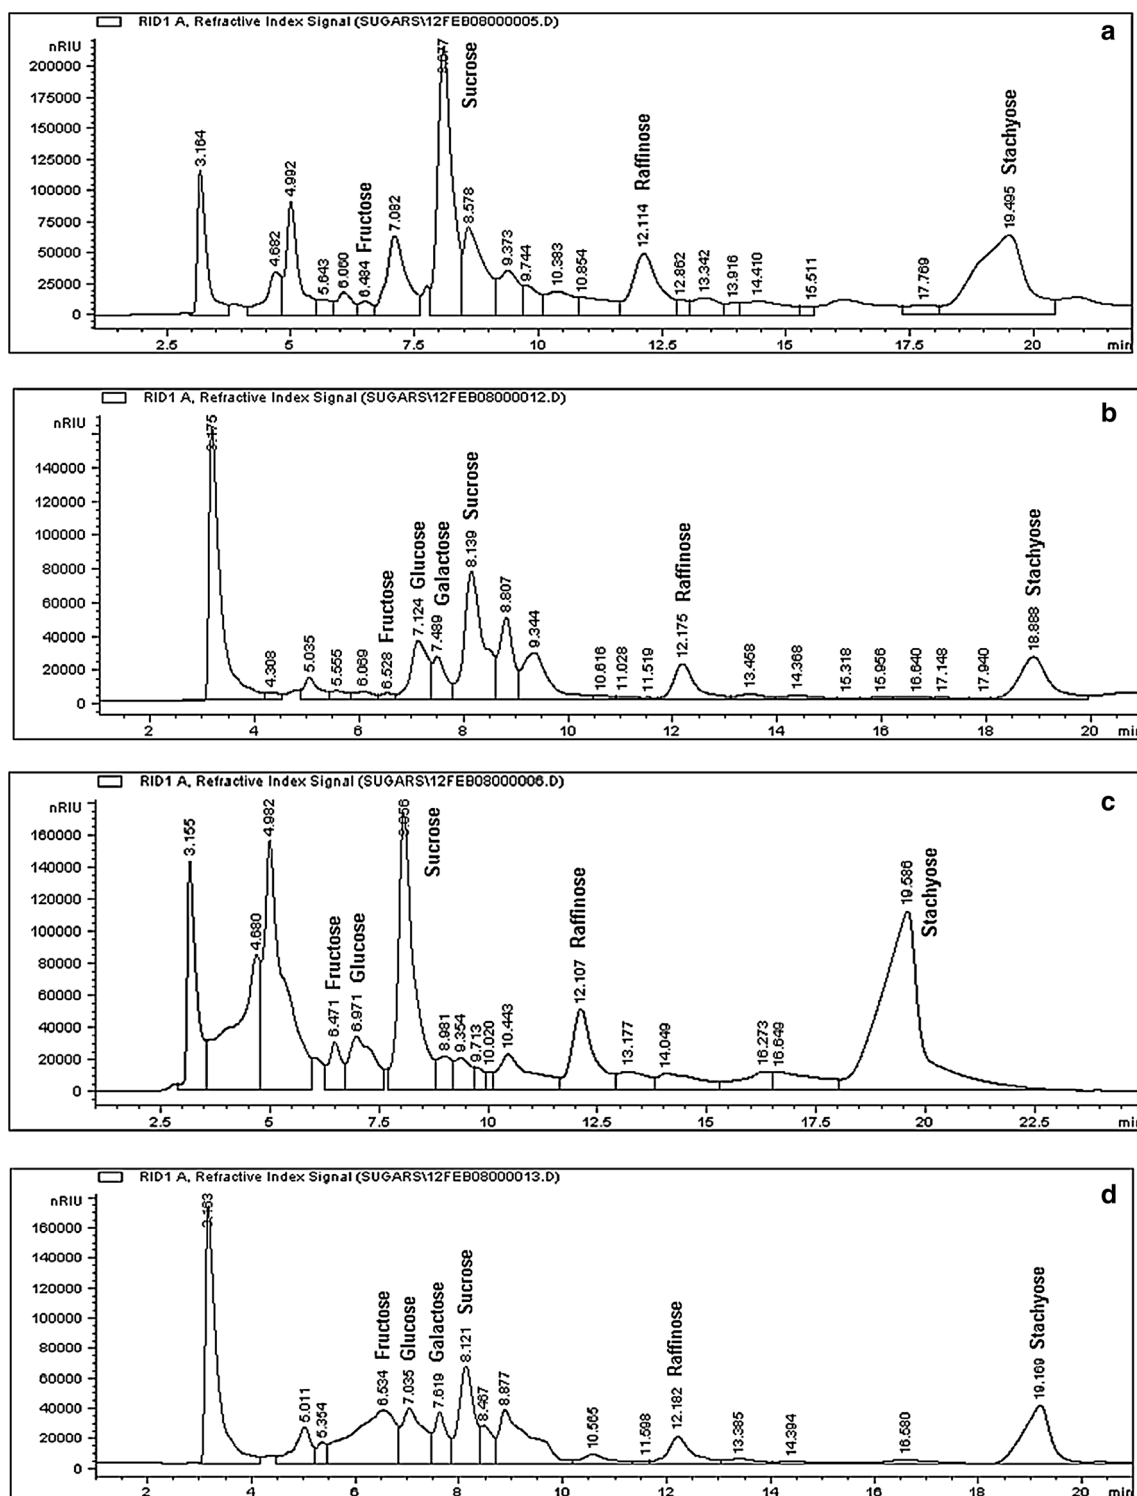 RID1 A, Refractive Index Signal (SUGARS\12FEB08000005.D)
a
nRIU
200000
175000
150000
125000
100000
75000
50000
25000
0
3.164
4.682
4.992
5.643
6.060
6.484 Fructose
7.082
Sucrose
8.578
9.373
9.744
10.383
10.854
12.114 Raffinose
12.862
13.342
13.916
14.410
15.511
17.769
19.495 Stachyose
2.5 5 7.5 10 12.5 15 17.5 20 min
RID1 A, Refractive Index Signal (SUGARS\12FEB08000012.D)
b
nRIU
140000
120000
100000
80000
60000
40000
20000
0
3.175
4.308
5.035
5.555
6.069
6.528 Fructose
7.124 Glucose
7.489 Galactose
8.139 Sucrose
8.807
9.344
10.616
11.028
11.519
12.175 Raffinose
13.458
14.388
15.318
15.956
16.640
17.148
17.940
18.888 Stachyose
2 4 6 8 10 12 14 16 18 20 min
RID1 A, Refractive Index Signal (SUGARS\12FEB08000006.D)
c
nRIU
160000
140000
120000
100000
80000
60000
40000
20000
0
3.155
4.680
4.982
6.471 Fructose
6.971 Glucose
8.056
Sucrose
8.981
9.354
9.713
10.020
10.443
12.107 Raffinose
13.177
14.049
16.273
16.649
19.586
Stachyose
2.5 5 7.5 10 12.5 15 17.5 20 22.5 min
RID1 A, Refractive Index Signal (SUGARS\12FEB08000013.D)
d
nRIU
160000
140000
120000
100000
80000
60000
40000
20000
0
3.163
5.011
5.354
6.534 Fructose
7.035 Glucose
7.619 Galactose
8.121 Sucrose
8.467
8.877
10.565
11.598
12.182 Raffinose
13.385
14.394
16.580
19.169 Stachyose
2 4 6 8 10 12 14 16 18 20 min